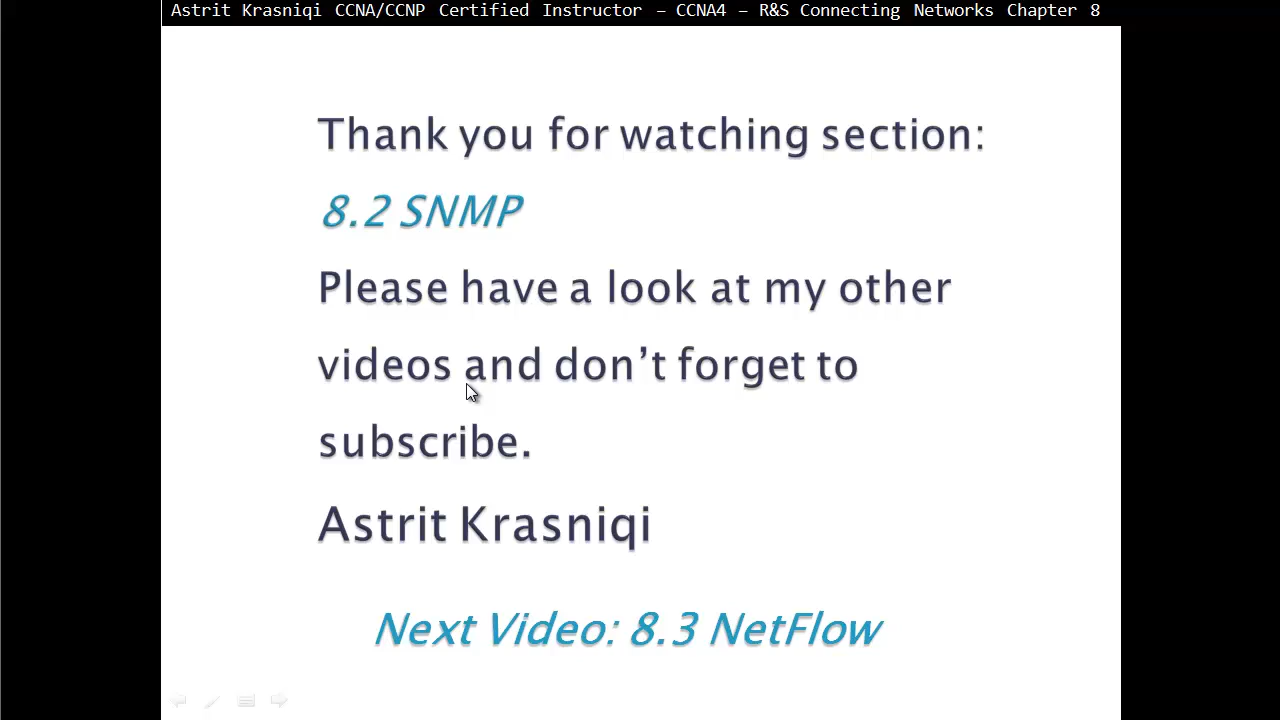 Astrit Krasniqi CCNA/CCNP Certified Instructor – CCNA4 – R&S Connecting Networks Chapter 8
Thank you for watching section:
8.2 SNMP
Please have a look at my other
videos and don’t forget to
subscribe.
Astrit Krasniqi
Next Video: 8.3 NetFlow